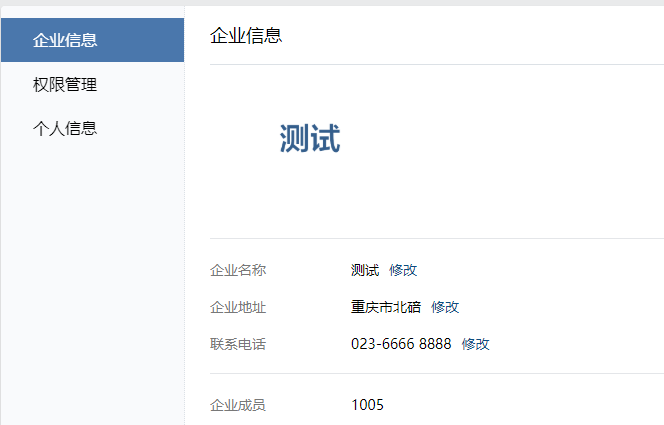 企业信息
权限管理
个人信息
企业信息
测试
企业名称 测试 修改
企业地址 重庆市北碚 修改
联系电话 023-6666 8888 修改
企业成员 1005